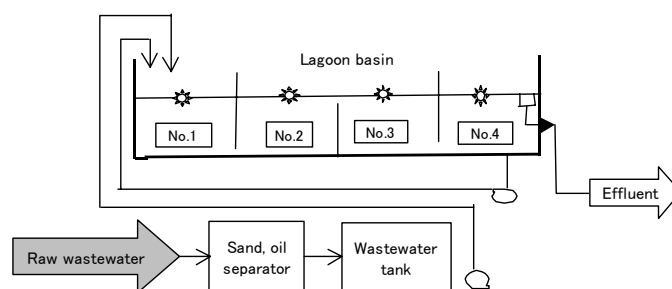 Lagoon basin
No.1
No.2
No.3
No.4
Effluent
Raw wastewater
Sand, oil
separator
Wastewater
tank